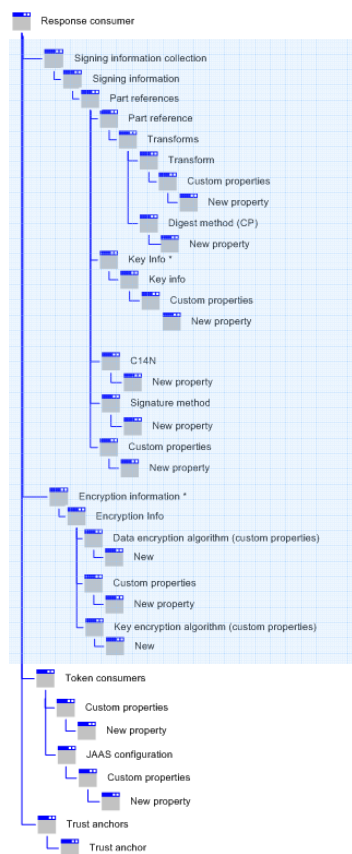 Response consumer
Signing information collection
Signing information
Part references
Part reference
Transforms
Transform
Custom properties
New property
Digest method (CP)
New property
Key Info *
Key info
Custom properties
New property
C14N
New property
Signature method
New property
Custom properties
New property
Encryption information *
Encryption Info
Data encryption algorithm (custom properties)
New
Custom properties
New property
Key encryption algorithm (custom properties)
New
Token consumers
Custom properties
New property
JAAS configuration
Custom properties
New property
Trust anchors
Trust anchor